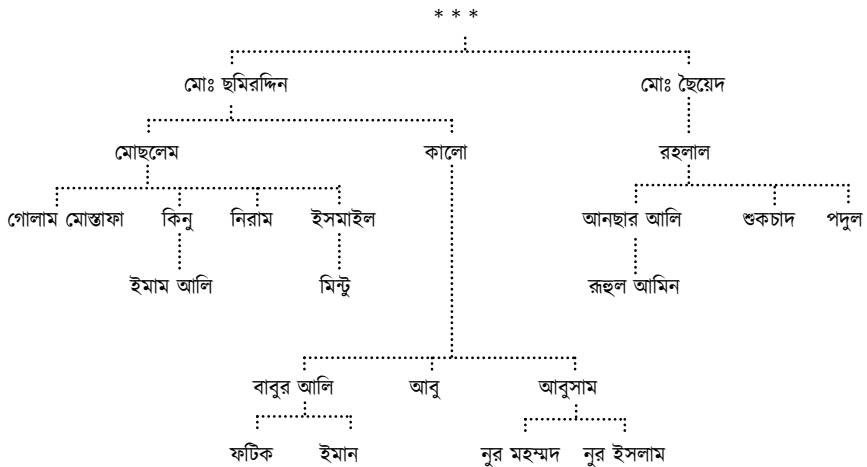 * * *
মোঃ ছমিরদ্দিন মোঃ ছৈয়েদ
মোছলেম কালো রহলাল
গোলাম মোস্তাফা কিনু নিরাম ইসমাইল আনছার আলি শুকচাদ পদুল
ইমাম আলি মিন্টু রূহুল আমিন
বাবুর আলি আবু আবুসাম
ফটিক ইমান নুর মহম্মদ নুর ইসলাম